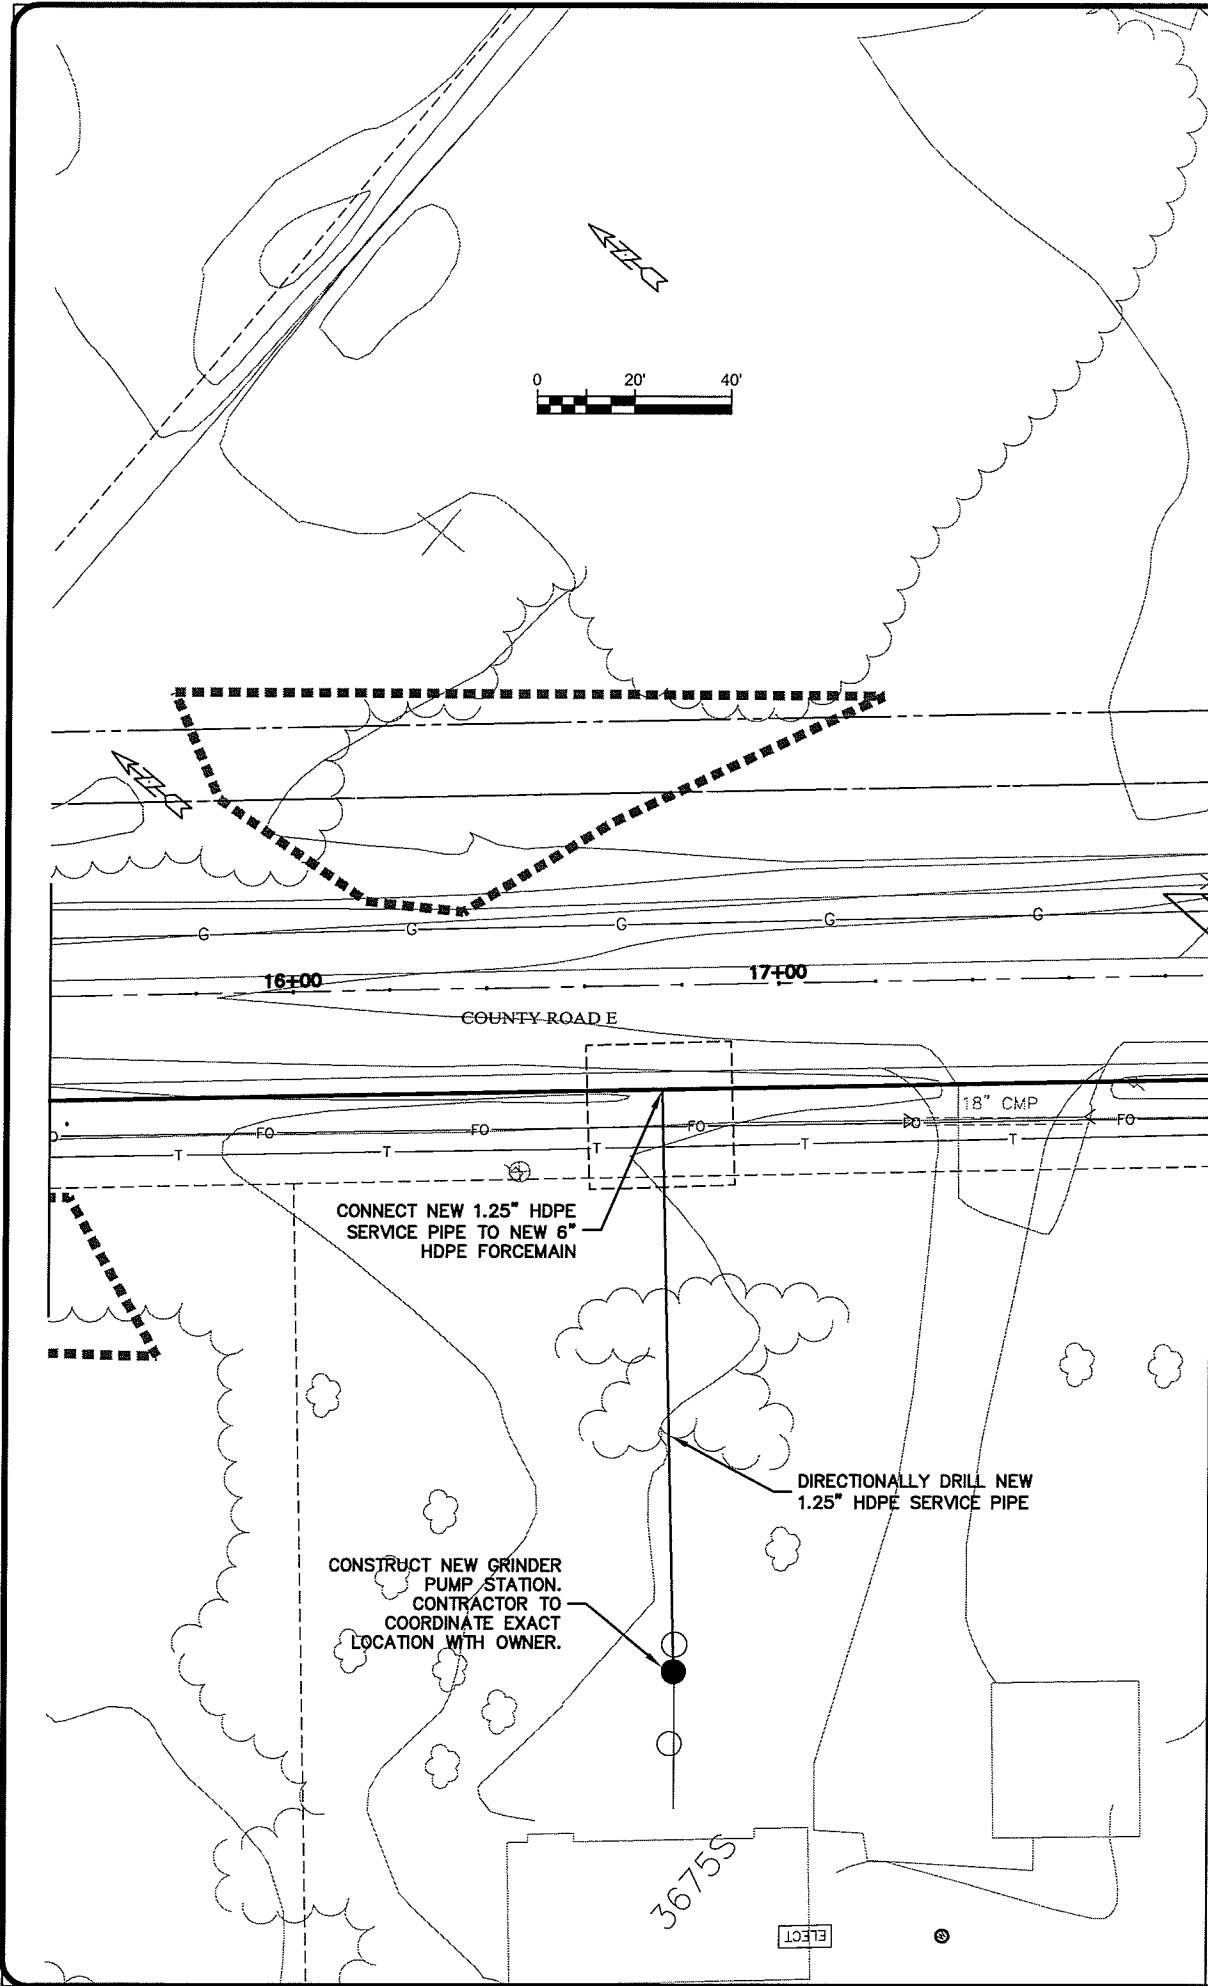 0 20' 40'
G G G G G
16+00 17+00
COUNTY ROAD E
18" CMP
FO FO FO FO FO
T T T T T
CONNECT NEW 1.25" HDPE
SERVICE PIPE TO NEW 6"
HDPE FORCEMAIN
DIRECTIONALLY DRILL NEW
1.25" HDPE SERVICE PIPE
CONSTRUCT NEW GRINDER
PUMP STATION.
CONTRACTOR TO
COORDINATE EXACT
LOCATION WITH OWNER.
3675S
ELECT